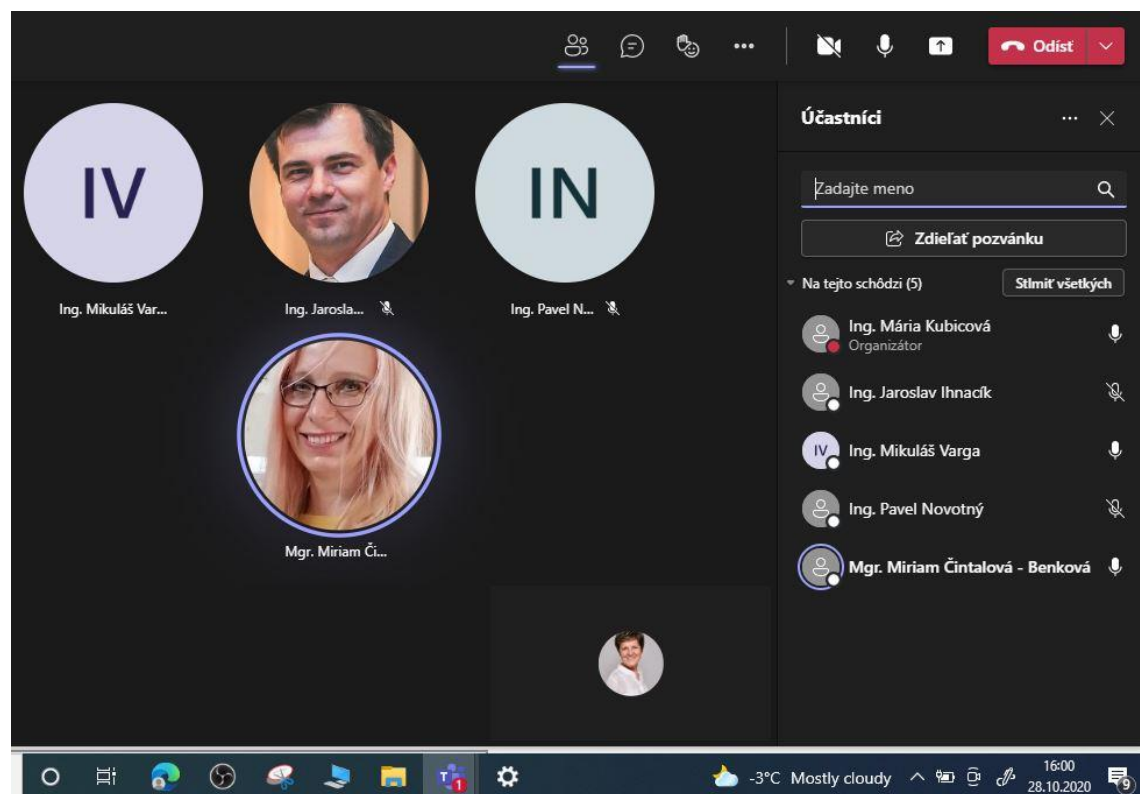 Odísť
IV
IN
Ing. Mikuláš Var...
Ing. Jarosla...
Ing. Pavel N...
Mgr. Miriam Či...
Účastníci
Zadajte meno
Zdieľať pozvánku
Na tejto schôdzi (5)
Stlmiť všetkých
Ing. Mária Kubicová
Organizátor
Ing. Jaroslav Ihnacík
IV
Ing. Mikuláš Varga
Ing. Pavel Novotný
Mgr. Miriam Čintalová - Benková
T
1
-3°C Mostly cloudy
16:00
28.10.2020
9